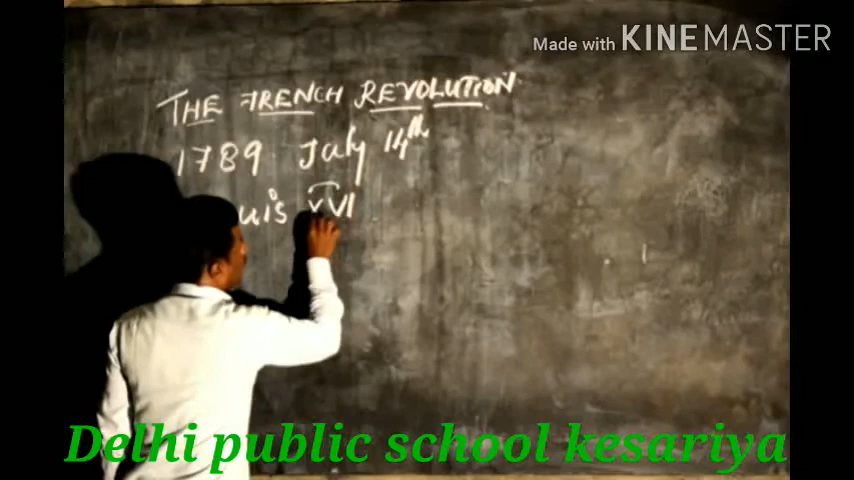 Made with KINEMASTER
THE FRENCH REVOLUTION
1789 July 14th
uis XVI
Delhi public school kesariya